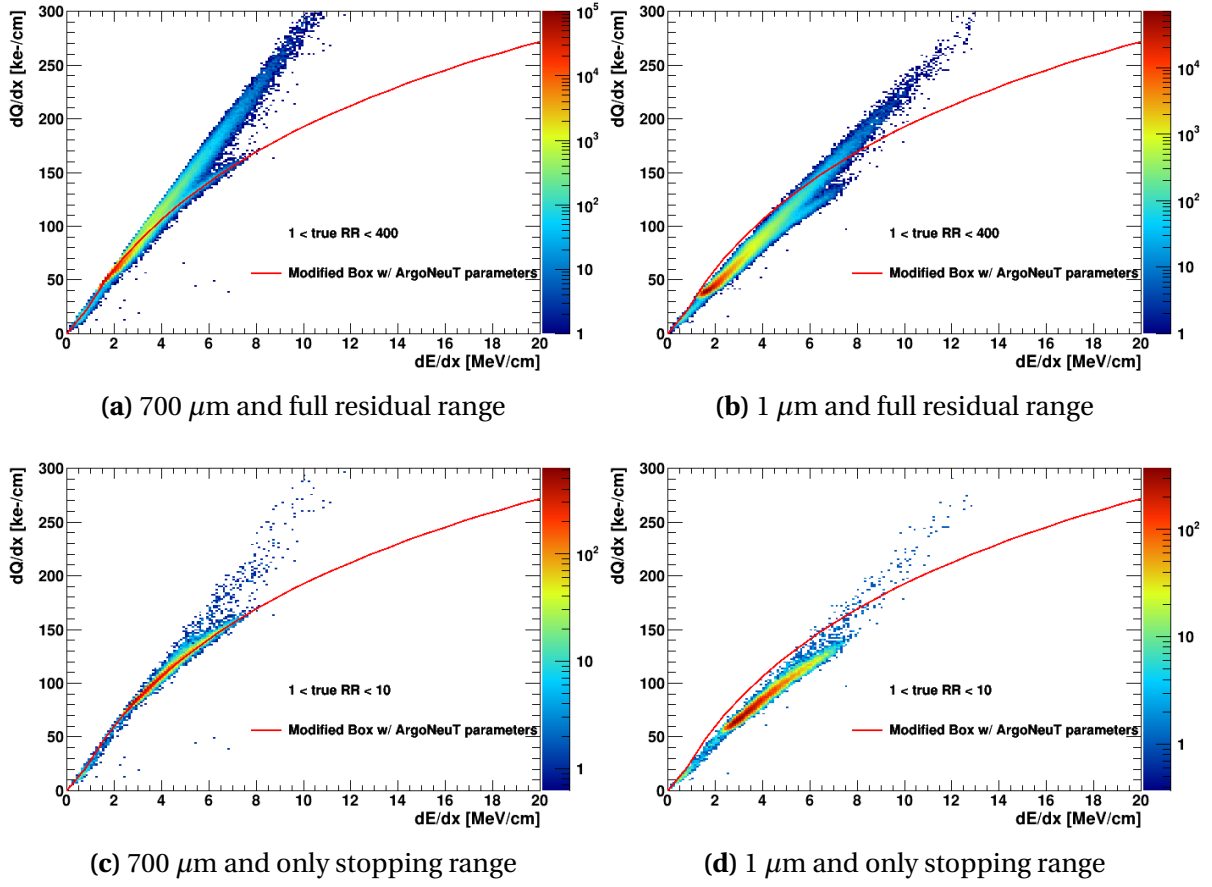 dQ/dx [ke-/cm]
300
250
200
150
100
50
0
0 2 4 6 8 10 12 14 16 18 20
dE/dx [MeV/cm]
1 < true RR < 400
Modified Box w/ ArgoNeuT parameters
10^5
10^4
10^3
10^2
10
1
(a) 700 μm and full residual range
dQ/dx [ke-/cm]
300
250
200
150
100
50
0
0 2 4 6 8 10 12 14 16 18 20
dE/dx [MeV/cm]
1 < true RR < 400
Modified Box w/ ArgoNeuT parameters
10^4
10^3
10^2
10
1
(b) 1 μm and full residual range
dQ/dx [ke-/cm]
300
250
200
150
100
50
0
0 2 4 6 8 10 12 14 16 18 20
dE/dx [MeV/cm]
1 < true RR < 10
Modified Box w/ ArgoNeuT parameters
10^2
10
1
(c) 700 μm and only stopping range
dQ/dx [ke-/cm]
300
250
200
150
100
50
0
0 2 4 6 8 10 12 14 16 18 20
dE/dx [MeV/cm]
1 < true RR < 10
Modified Box w/ ArgoNeuT parameters
10^2
10
1
(d) 1 μm and only stopping range